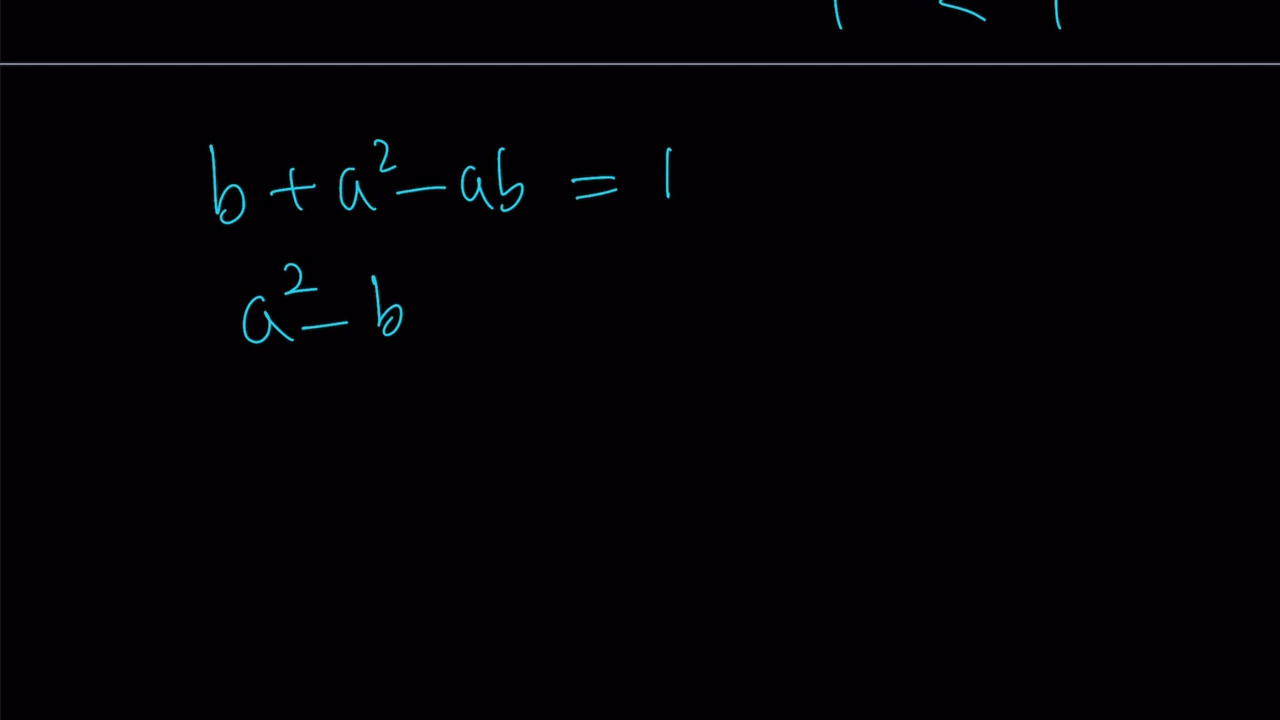 b + a² - ab = 1
a² - b